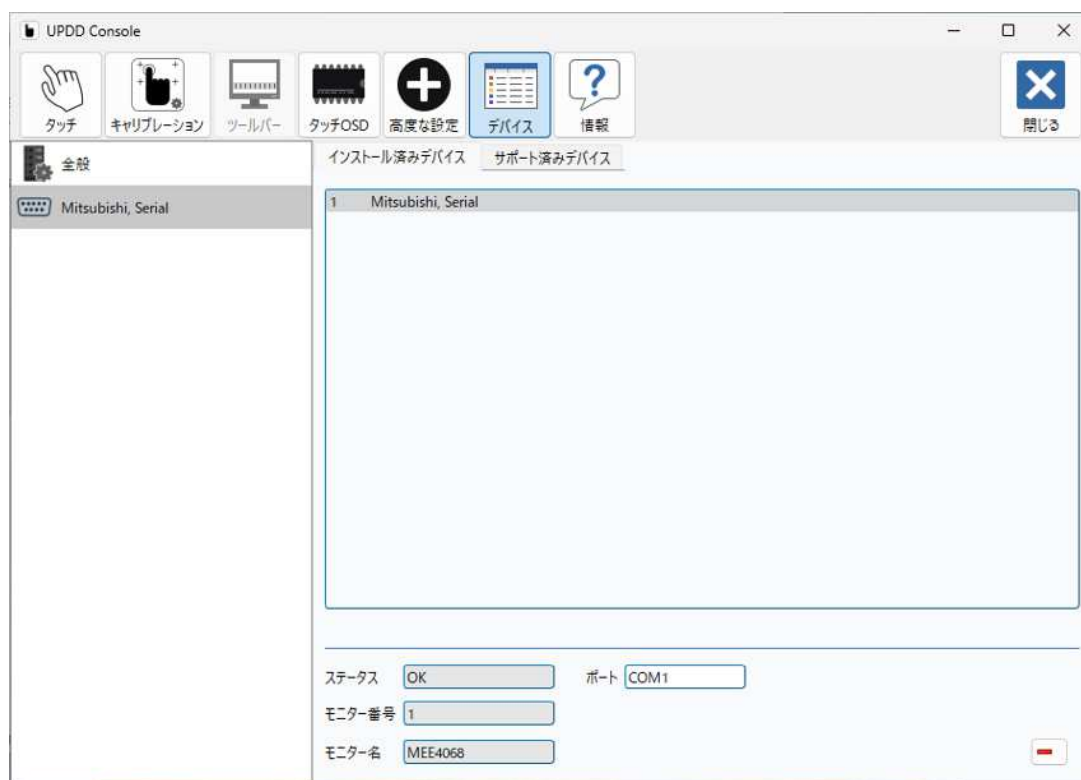 UPDD Console
タッチ キャリブレーション ツールバー タッチOSD 高度な設定 デバイス 情報 閉じる
全般
Mitsubishi, Serial
インストール済みデバイス サポート済みデバイス
1 Mitsubishi, Serial
ステータス OK ポート COM1
モニター番号 1
モニター名 MEE4068